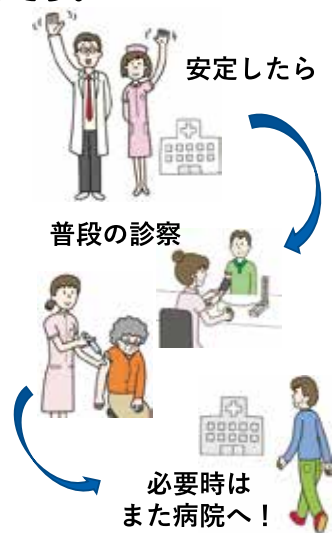 安定したら
普段の診察
必要時は
また病院へ！